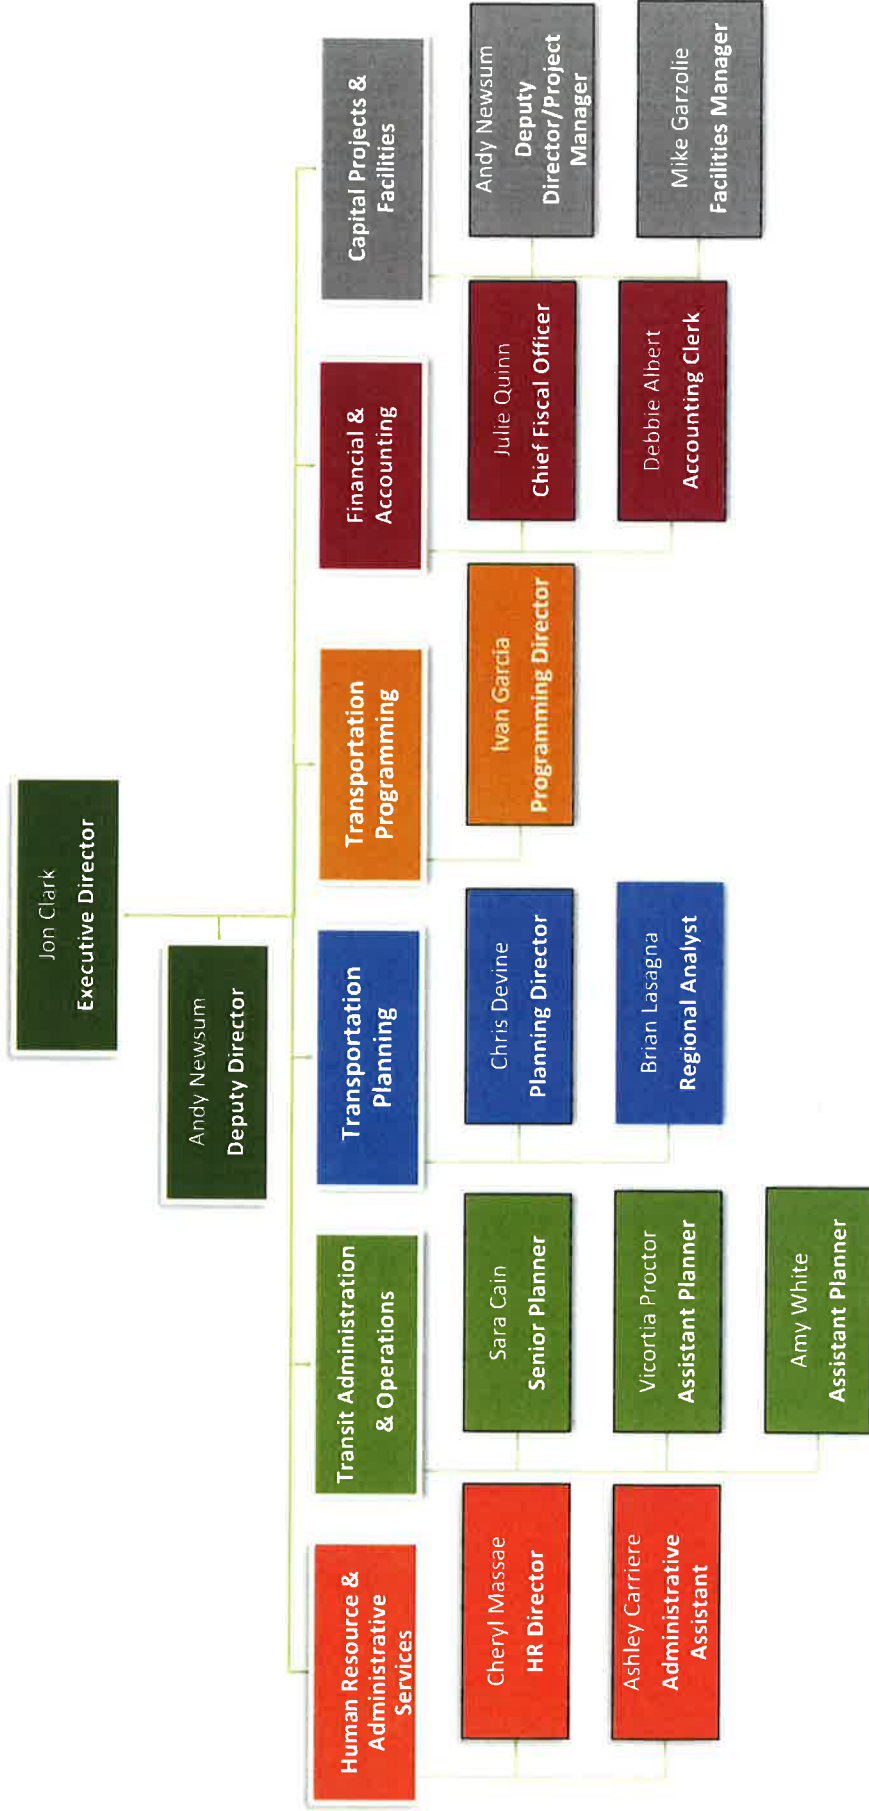 Jon Clark
Executive Director
Andy Newsum
Deputy Director
Human Resource &
Administrative
Services
Cheryl Massae
HR Director
Ashley Carriere
Administrative
Assistant
Transit Administration
& Operations
Sara Cain
Senior Planner
Vicortia Proctor
Assistant Planner
Amy White
Assistant Planner
Transportation
Planning
Chris Devine
Planning Director
Brian Lasagna
Regional Analyst
Transportation
Programming
Ivan Garcia
Programming Director
Financial &
Accounting
Julie Quinn
Chief Fiscal Officer
Debbie Albert
Accounting Clerk
Capital Projects &
Facilities
Andy Newsum
Deputy
Director/Project
Manager
Mike Garzolie
Facilities Manager